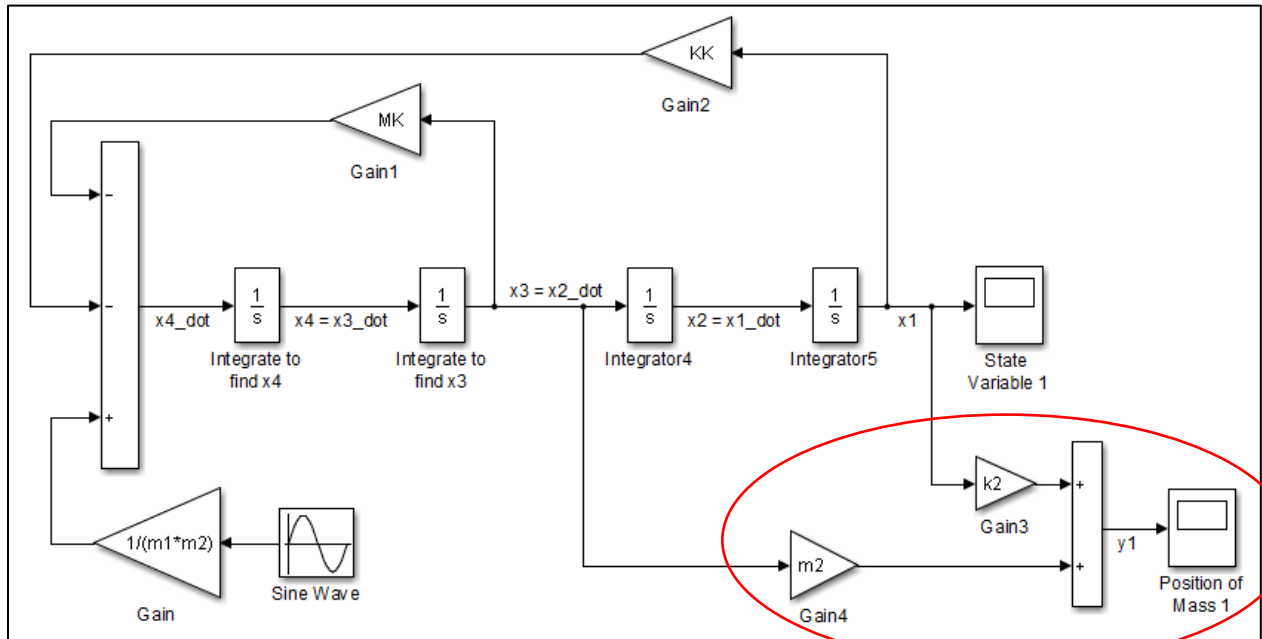 KK
Gain2
MK
Gain1
−
−
+
x4_dot
1
s
Integrate to
find x4
x4 = x3_dot
1
s
Integrate to
find x3
x3 = x2_dot
1
s
Integrator4
x2 = x1_dot
1
s
Integrator5
x1
State
Variable 1
1/(m1*m2)
Gain
Sine Wave
k2
Gain3
m2
Gain4
+
+
y1
Position of
Mass 1